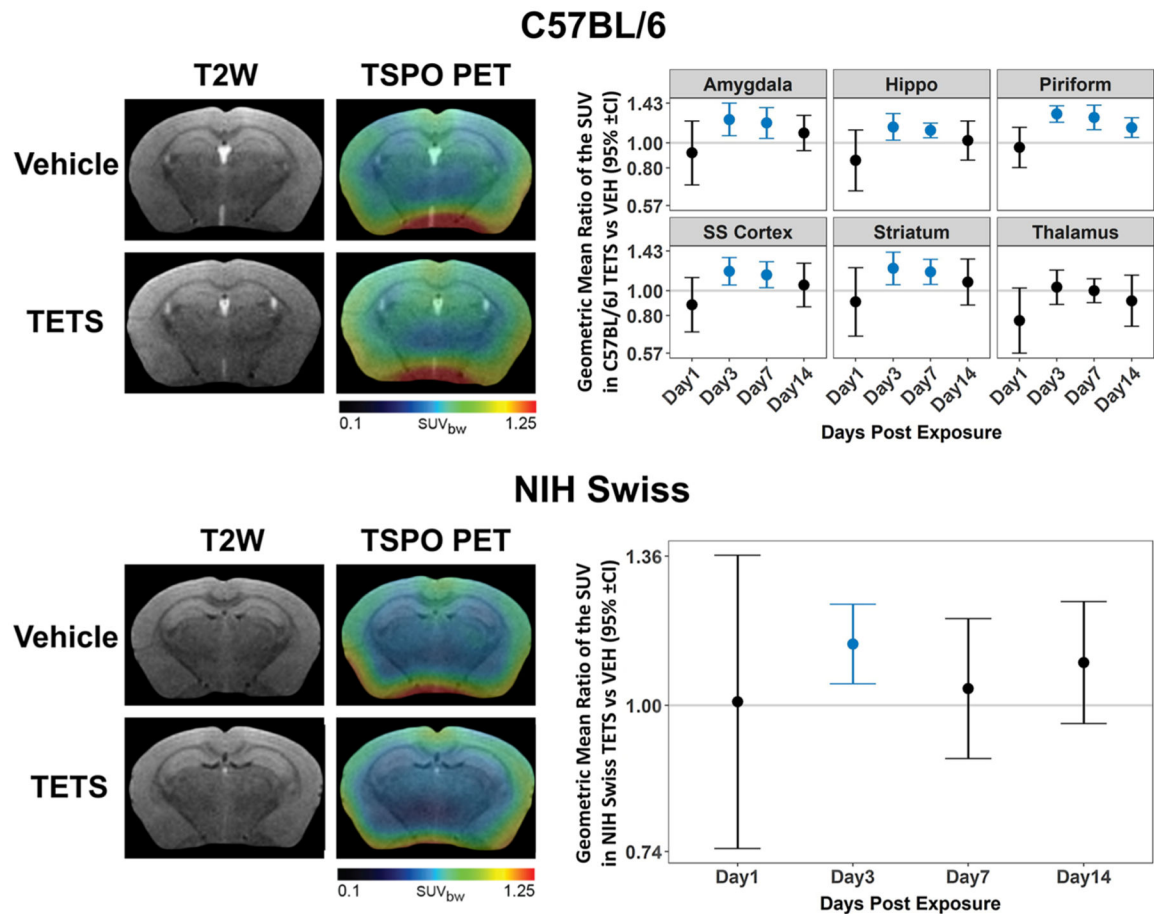 C57BL/6
T2W
TSPO PET
Vehicle
TETS
0.1
SUVbw
1.25
Geometric Mean Ratio of the SUV
in C57BL/6J TETS vs VEH (95% ±CI)
Amygdala
Hippo
Piriform
1.43
1.00
0.80
0.57
SS Cortex
Striatum
Thalamus
1.43
1.00
0.80
0.57
Day1
Day3
Day7
Day14
Day1
Day3
Day7
Day14
Day1
Day3
Day7
Day14
Days Post Exposure
NIH Swiss
T2W
TSPO PET
Vehicle
TETS
0.1
SUVbw
1.25
Geometric Mean Ratio of the SUV
in NIH Swiss TETS vs VEH (95% ±CI)
1.36
1.00
0.74
Day1
Day3
Day7
Day14
Days Post Exposure